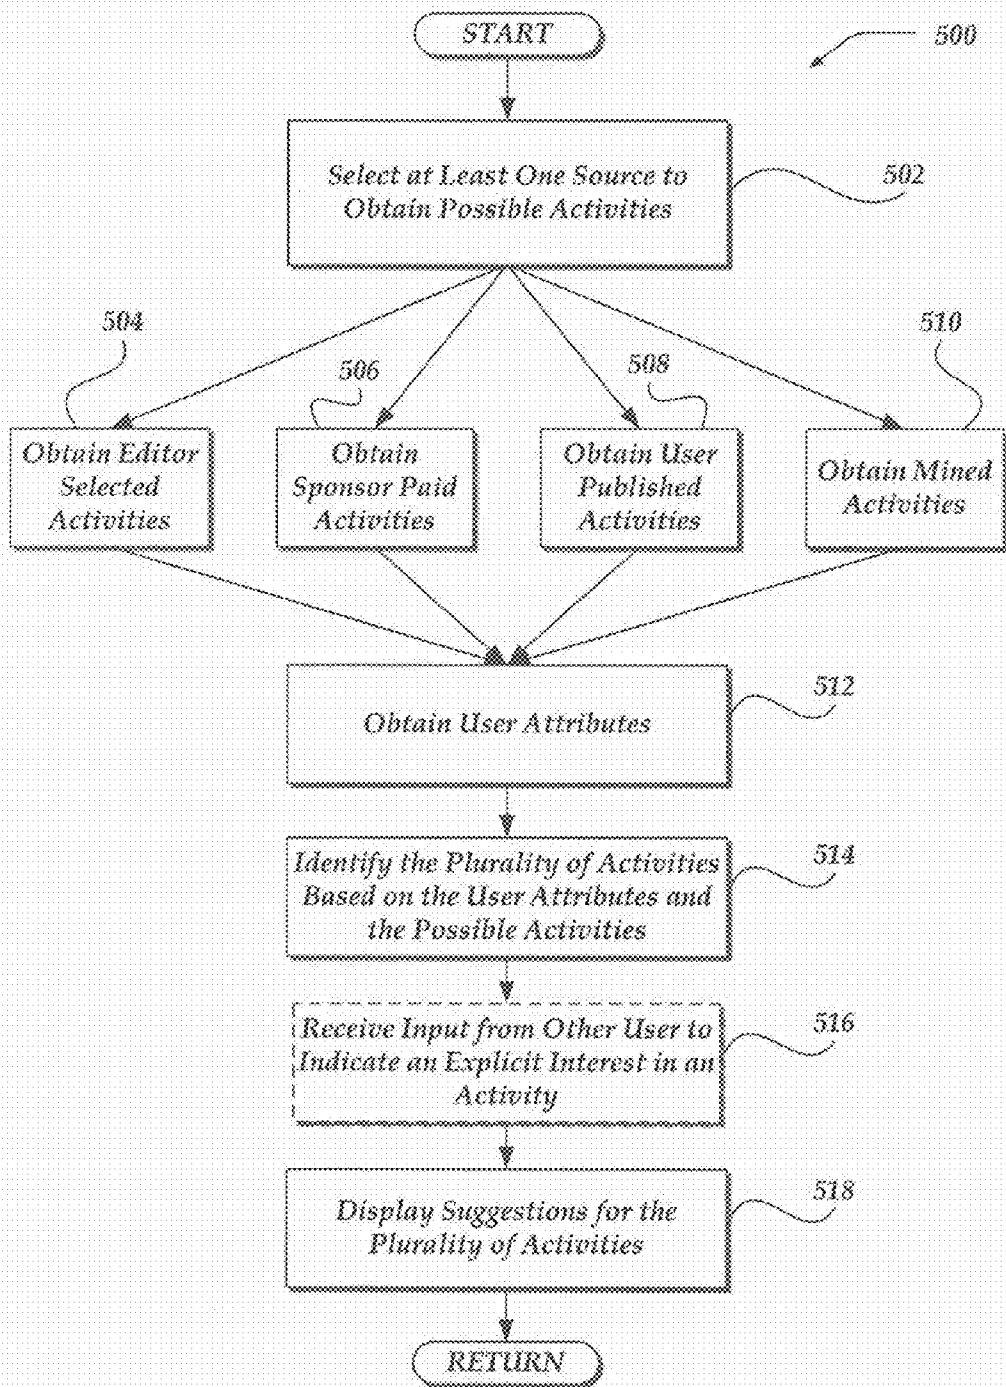 START
500
Select at Least One Source to
Obtain Possible Activities
502
504
506
508
510
Obtain Editor
Selected
Activities
Obtain
Sponsor Paid
Activities
Obtain User
Published
Activities
Obtain Mined
Activities
Obtain User Attributes
512
Identify the Plurality of Activities
Based on the User Attributes and
the Possible Activities
514
Receive Input from Other User to
Indicate an Explicit Interest in an
Activity
516
Display Suggestions for the
Plurality of Activities
518
RETURN